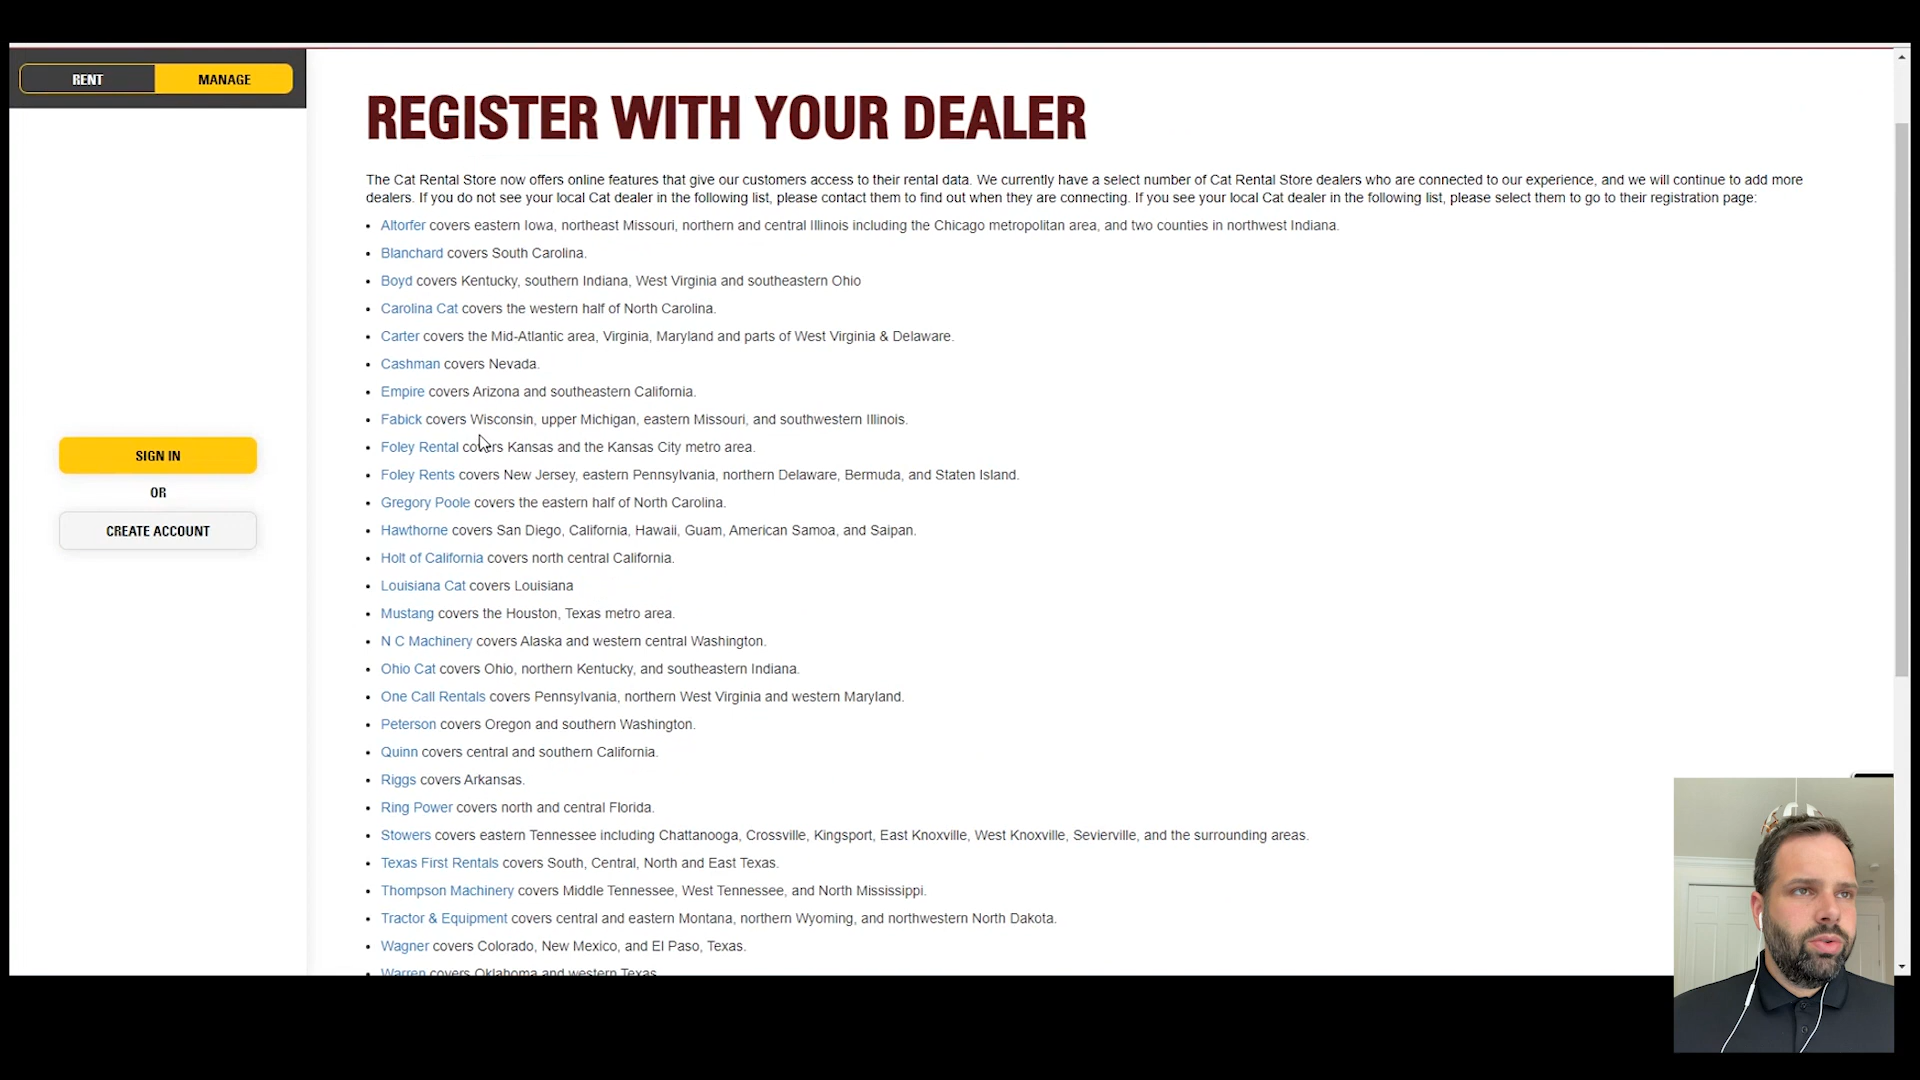 RENT
MANAGE
REGISTER WITH YOUR DEALER
The Cat Rental Store now offers online features that give our customers access to their rental data. We currently have a select number of Cat Rental Store dealers who are connected to our experience, and we will continue to add more
dealers. If you do not see your local Cat dealer in the following list, please contact them to find out when they are connecting. If you see your local Cat dealer in the following list, please select them to go to their registration page:
• Altorfer covers eastern Iowa, northeast Missouri, northern and central Illinois including the Chicago metropolitan area, and two counties in northwest Indiana.
• Blanchard covers South Carolina.
• Boyd covers Kentucky, southern Indiana, West Virginia and southeastern Ohio
• Carolina Cat covers the western half of North Carolina.
• Carter covers the Mid-Atlantic area, Virginia, Maryland and parts of West Virginia & Delaware.
• Cashman covers Nevada.
• Empire covers Arizona and southeastern California.
• Fabick covers Wisconsin, upper Michigan, eastern Missouri, and southwestern Illinois.
• Foley Rental covers Kansas and the Kansas City metro area.
• Foley Rents covers New Jersey, eastern Pennsylvania, northern Delaware, Bermuda, and Staten Island.
• Gregory Poole covers the eastern half of North Carolina.
• Hawthorne covers San Diego, California, Hawaii, Guam, American Samoa, and Saipan.
• Holt of California covers north central California.
• Louisiana Cat covers Louisiana
• Mustang covers the Houston, Texas metro area.
• N C Machinery covers Alaska and western central Washington.
• Ohio Cat covers Ohio, northern Kentucky, and southeastern Indiana.
• One Call Rentals covers Pennsylvania, northern West Virginia and western Maryland.
• Peterson covers Oregon and southern Washington.
• Quinn covers central and southern California.
• Riggs covers Arkansas.
• Ring Power covers north and central Florida.
• Stowers covers eastern Tennessee including Chattanooga, Crossville, Kingsport, East Knoxville, West Knoxville, Sevierville, and the surrounding areas.
• Texas First Rentals covers South, Central, North and East Texas.
• Thompson Machinery covers Middle Tennessee, West Tennessee, and North Mississippi.
• Tractor & Equipment covers central and eastern Montana, northern Wyoming, and northwestern North Dakota.
• Wagner covers Colorado, New Mexico, and El Paso, Texas.
Warren covers Oklahoma and western Texas.
SIGN IN
OR
CREATE ACCOUNT